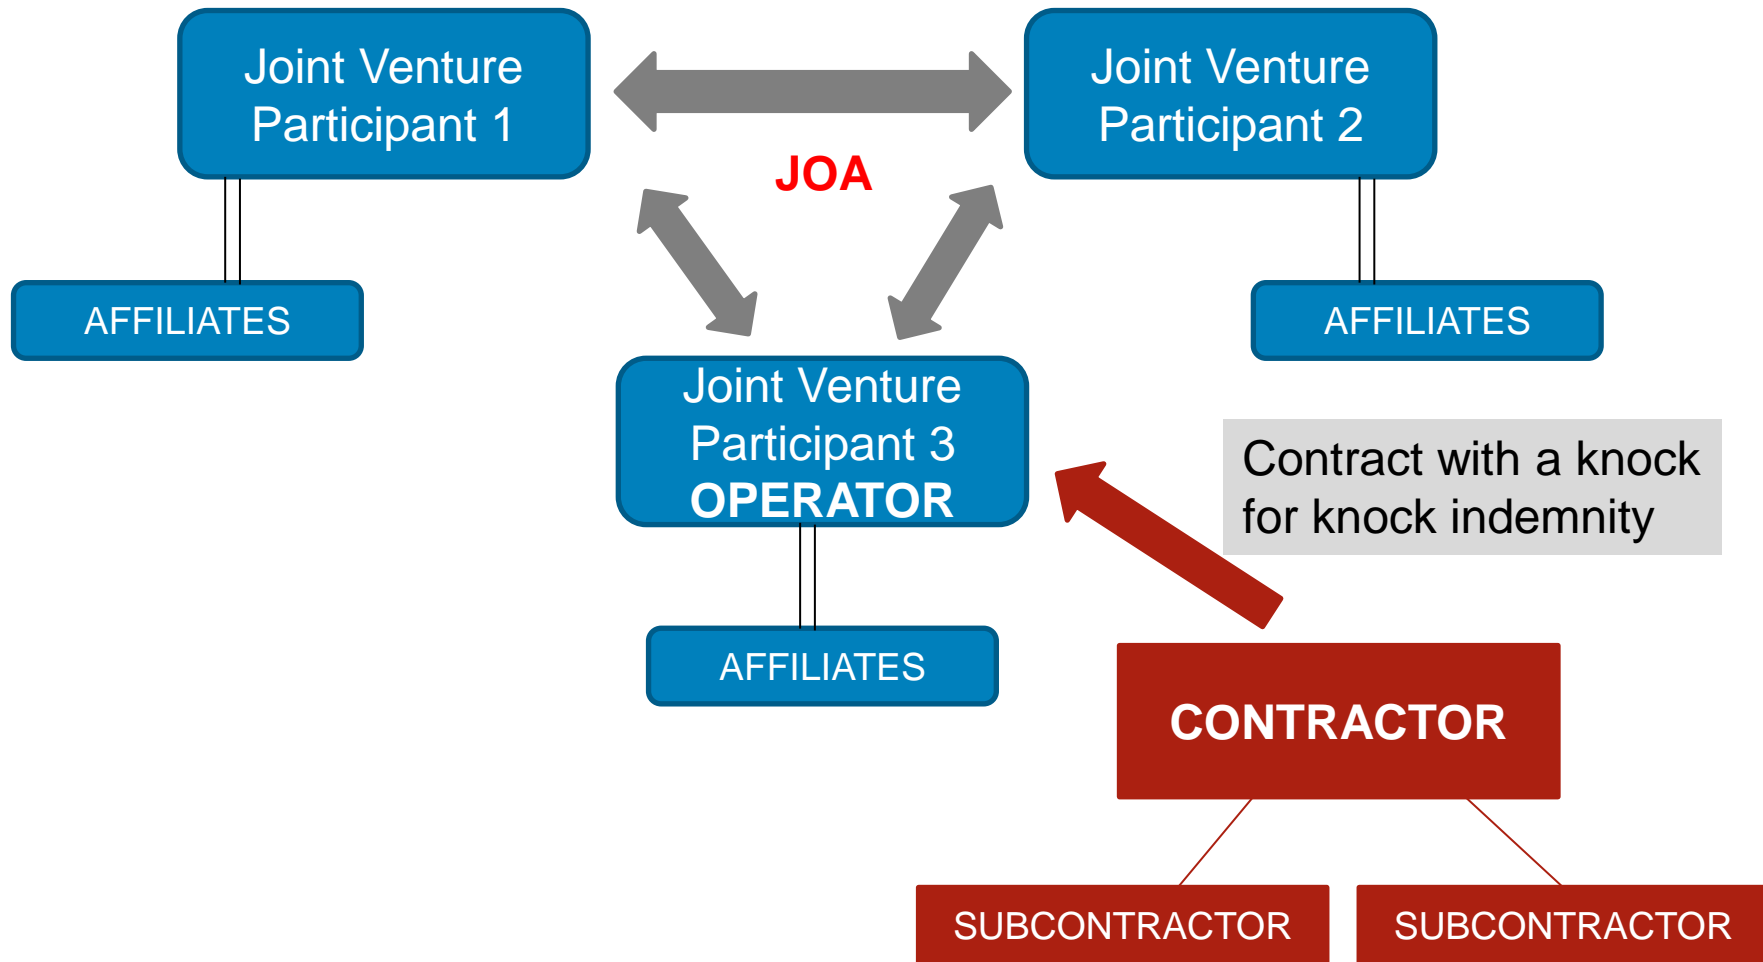 Joint Venture
Participant 1
Joint Venture
Participant 2
JOA
AFFILIATES
AFFILIATES
Joint Venture
Participant 3
OPERATOR
Contract with a knock
for knock indemnity
AFFILIATES
CONTRACTOR
SUBCONTRACTOR
SUBCONTRACTOR